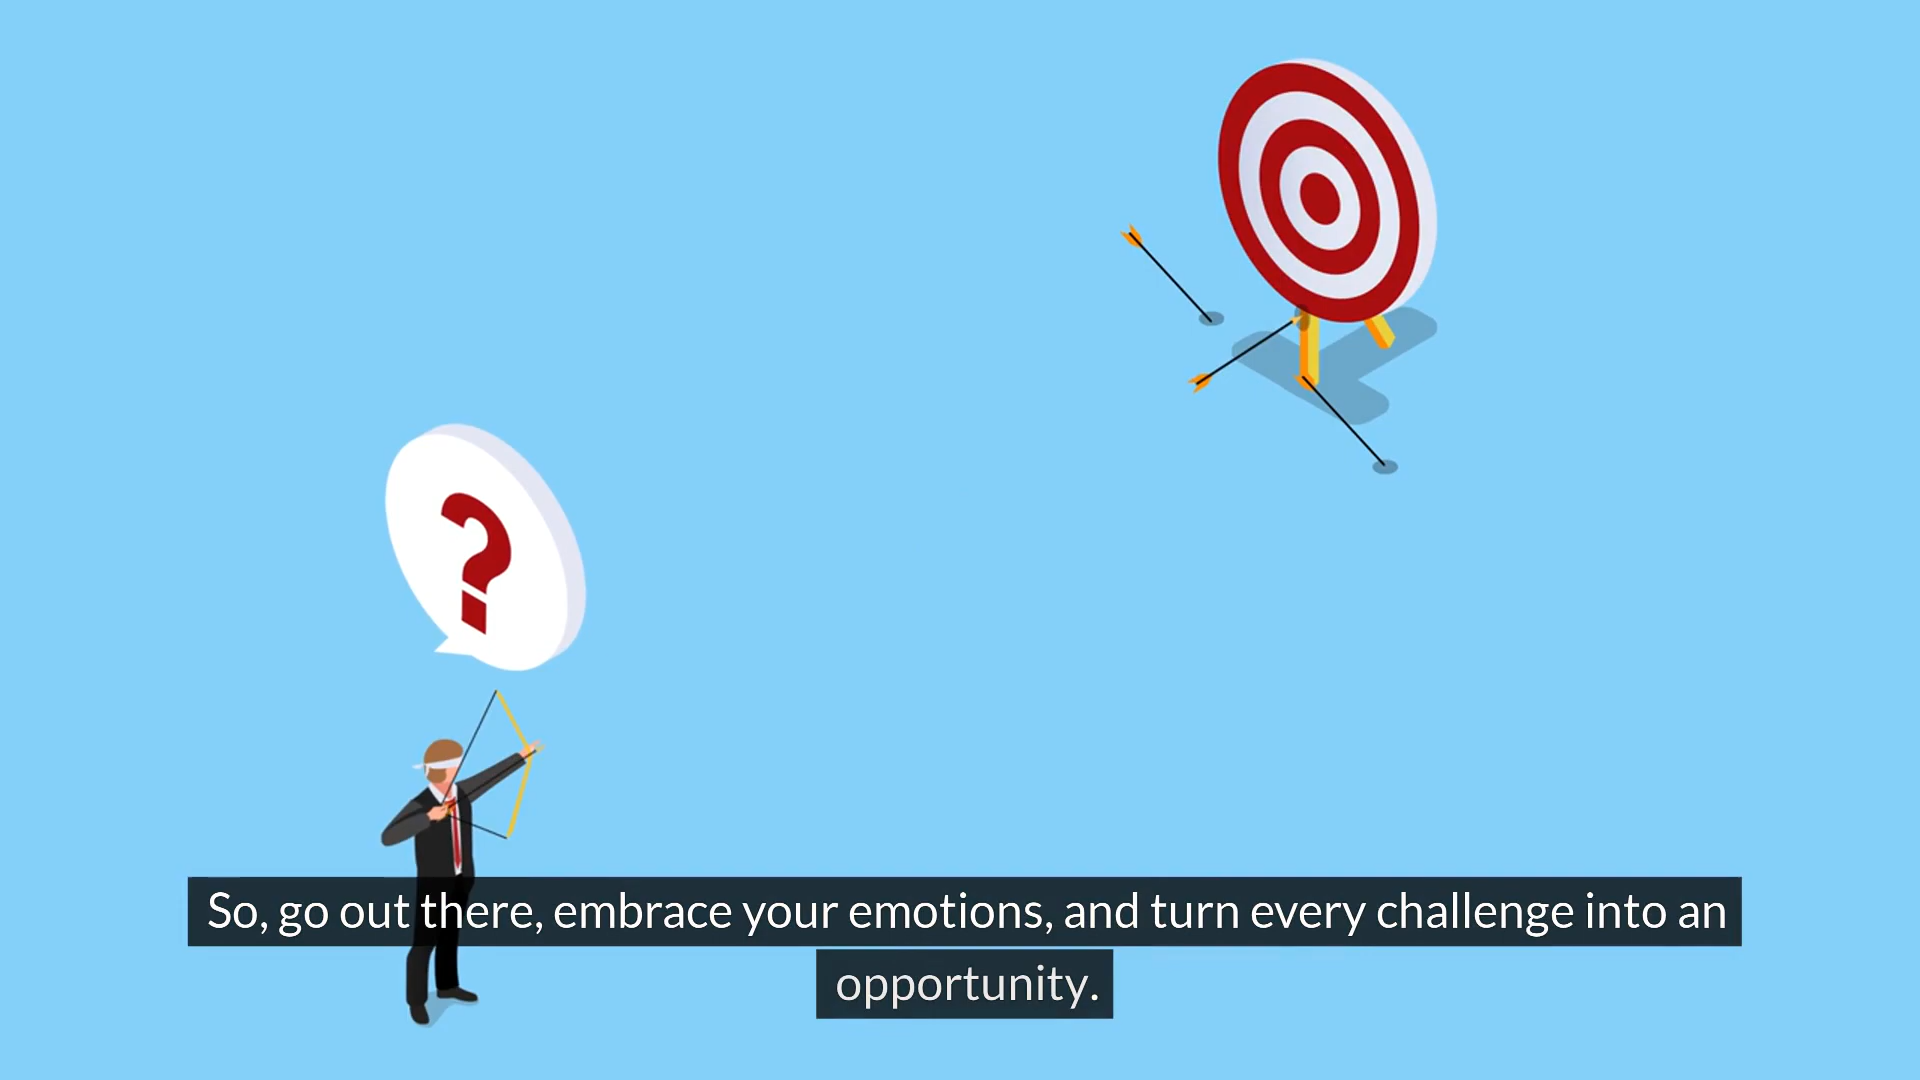 ?
So, go out there, embrace your emotions, and turn every challenge into an
opportunity.